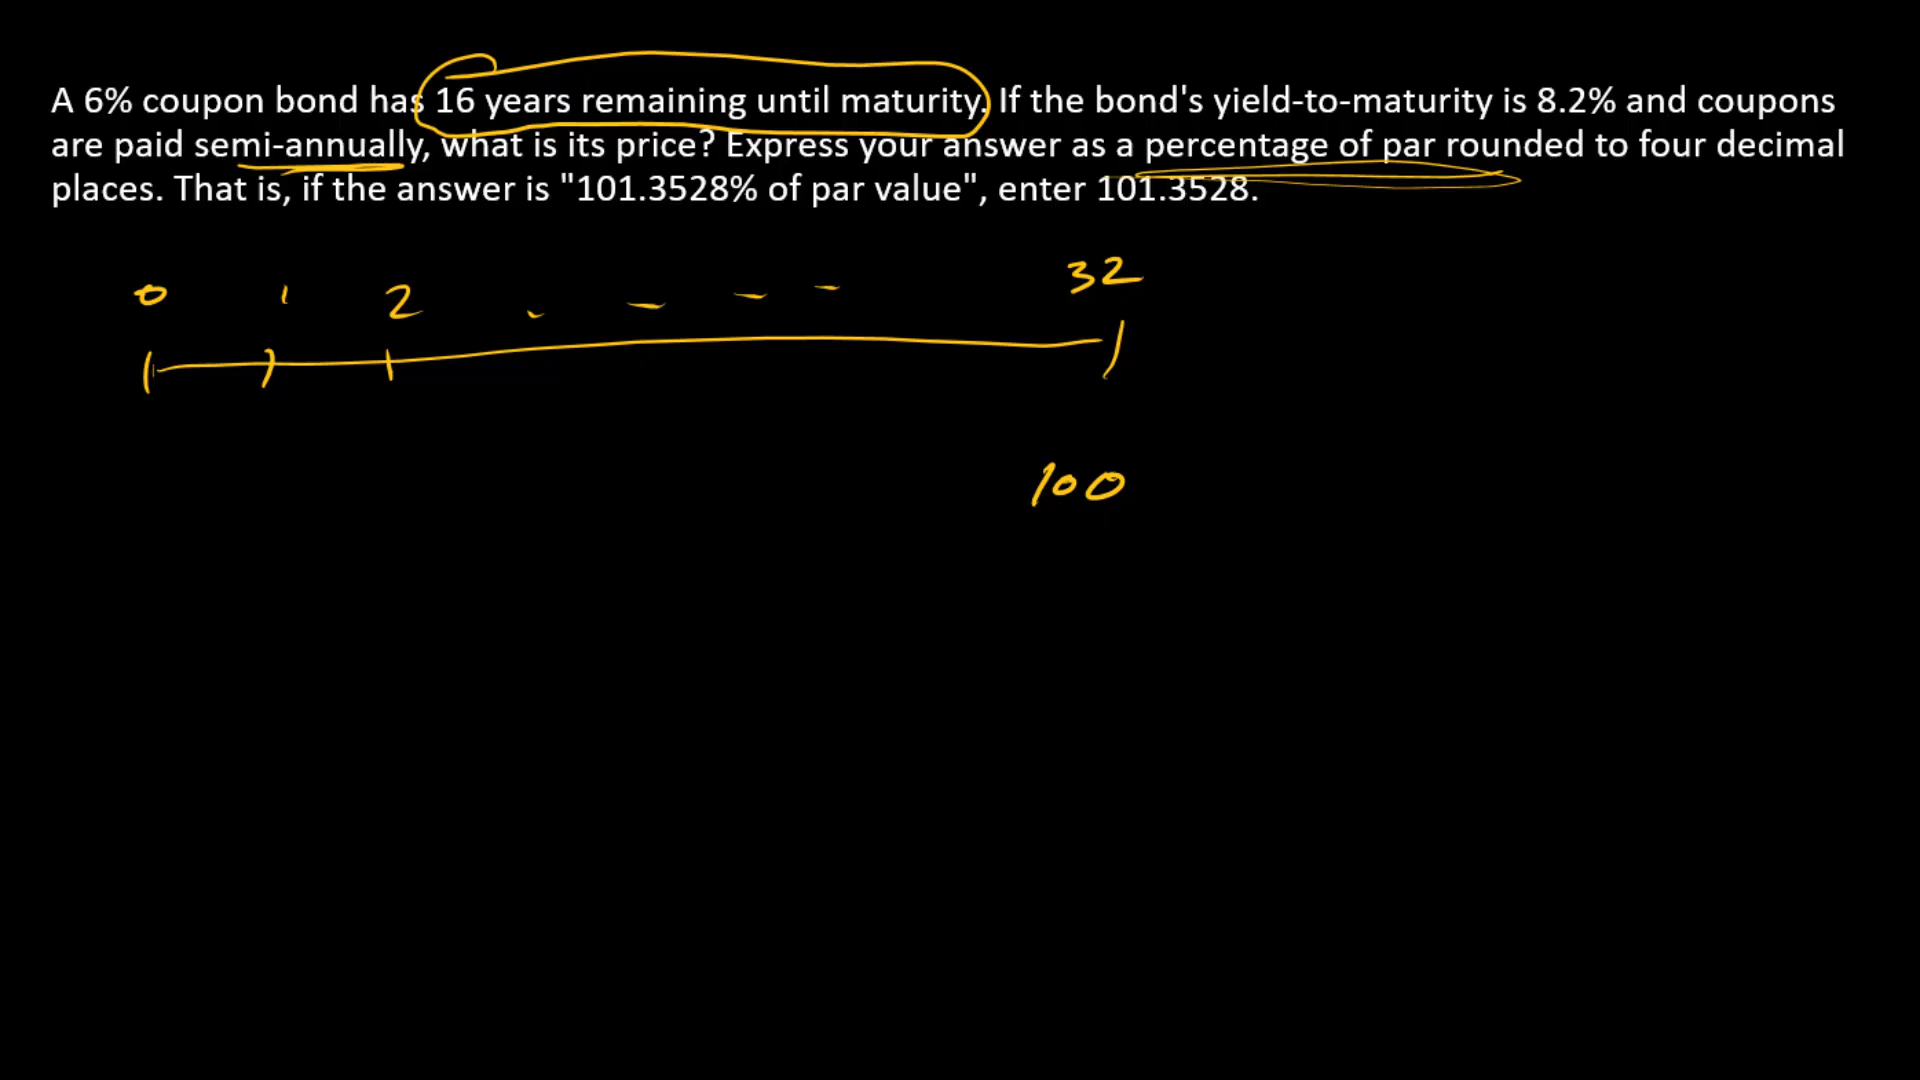 A 6% coupon bond has 16 years remaining until maturity. If the bond's yield-to-maturity is 8.2% and coupons
are paid semi-annually, what is its price? Express your answer as a percentage of par rounded to four decimal
places. That is, if the answer is "101.3528% of par value", enter 101.3528.
0 1 2 . - - - 32
100